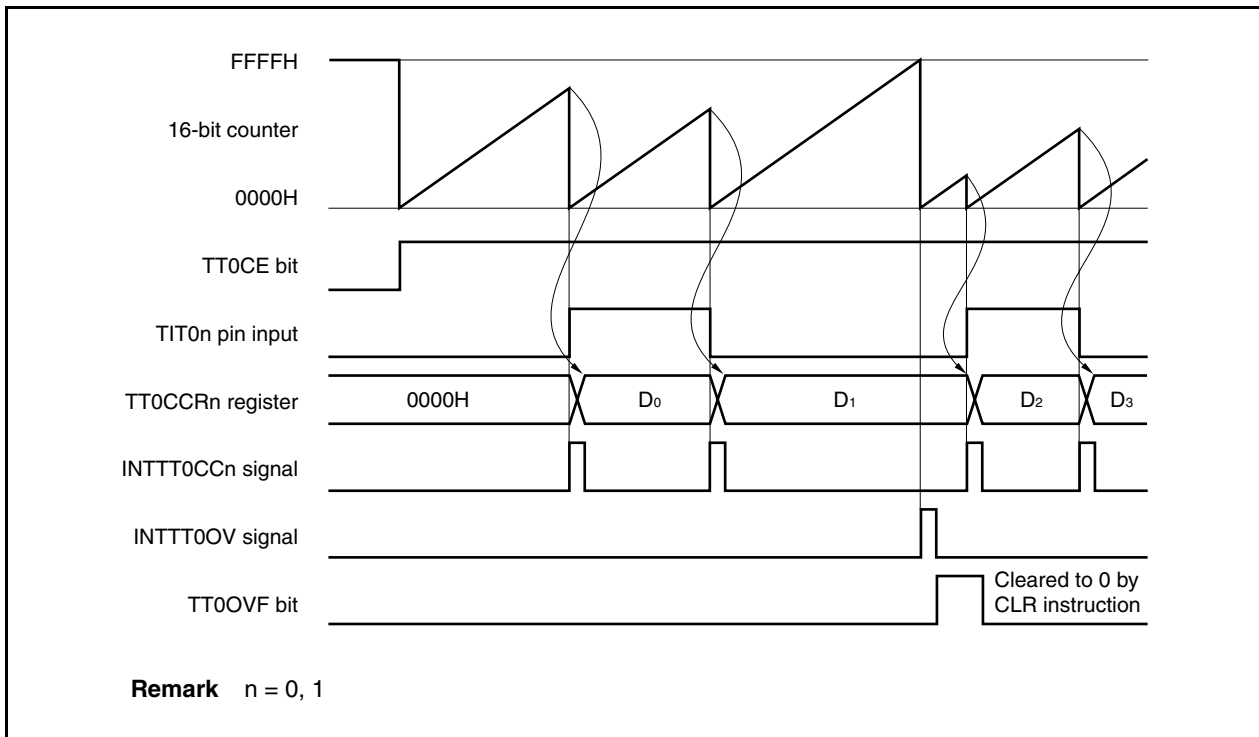 FFFFH
16-bit counter
0000H
TT0CE bit
TIT0n pin input
TT0CCRn register
0000H
D0
D1
D2
D3
INTTT0CCn signal
INTTT0OV signal
TT0OVF bit
Cleared to 0 by
CLR instruction
Remark n = 0, 1